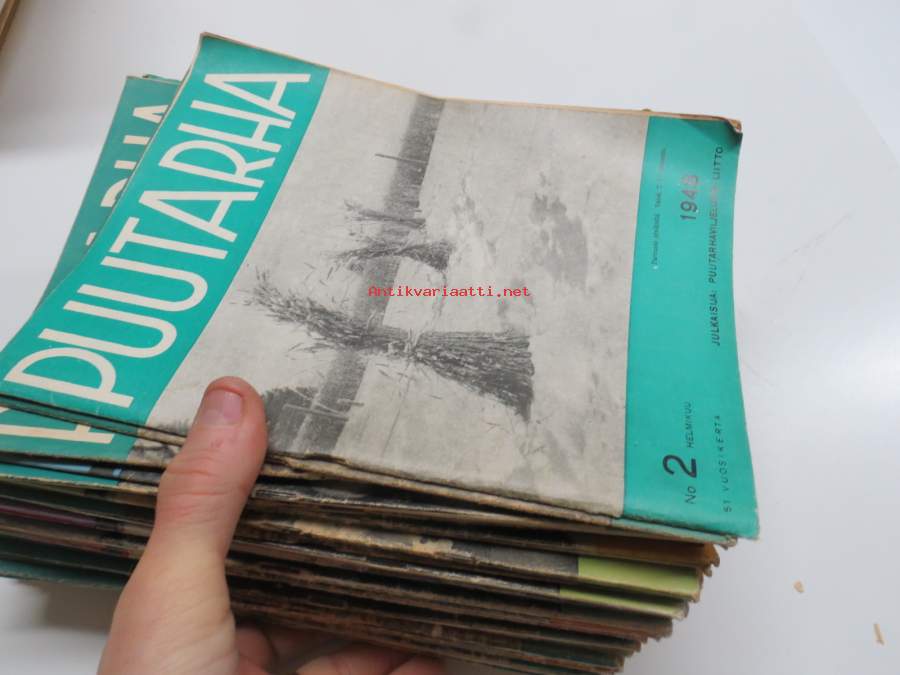 PUUTARHA
No 2 HELMIKUU 1948
51 VUOSIKERTA JULKAISIJA: PUUTARHAVILJELIJÄIN LIITTO
Antikvariaatti.net